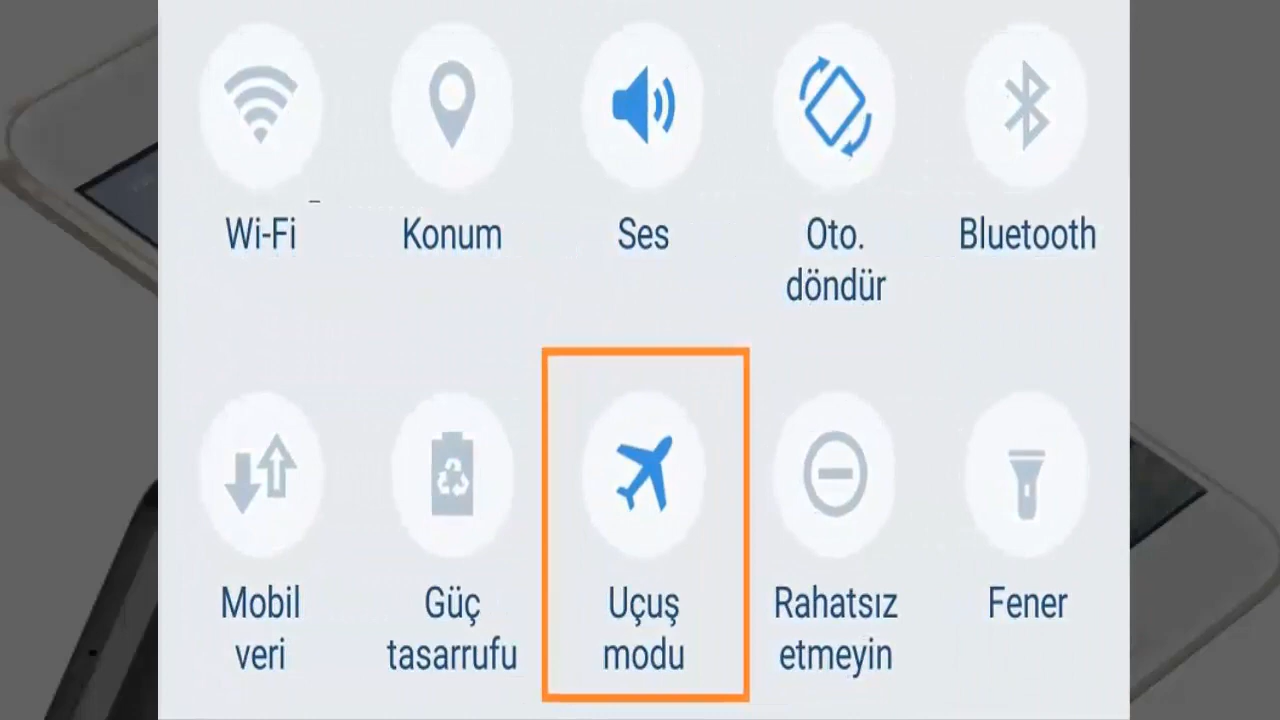 Wi-Fi
Konum
Ses
Oto.
döndür
Bluetooth
Mobil
veri
Güç
tasarrufu
Uçuş
modu
Rahatsız
etmeyin
Fener